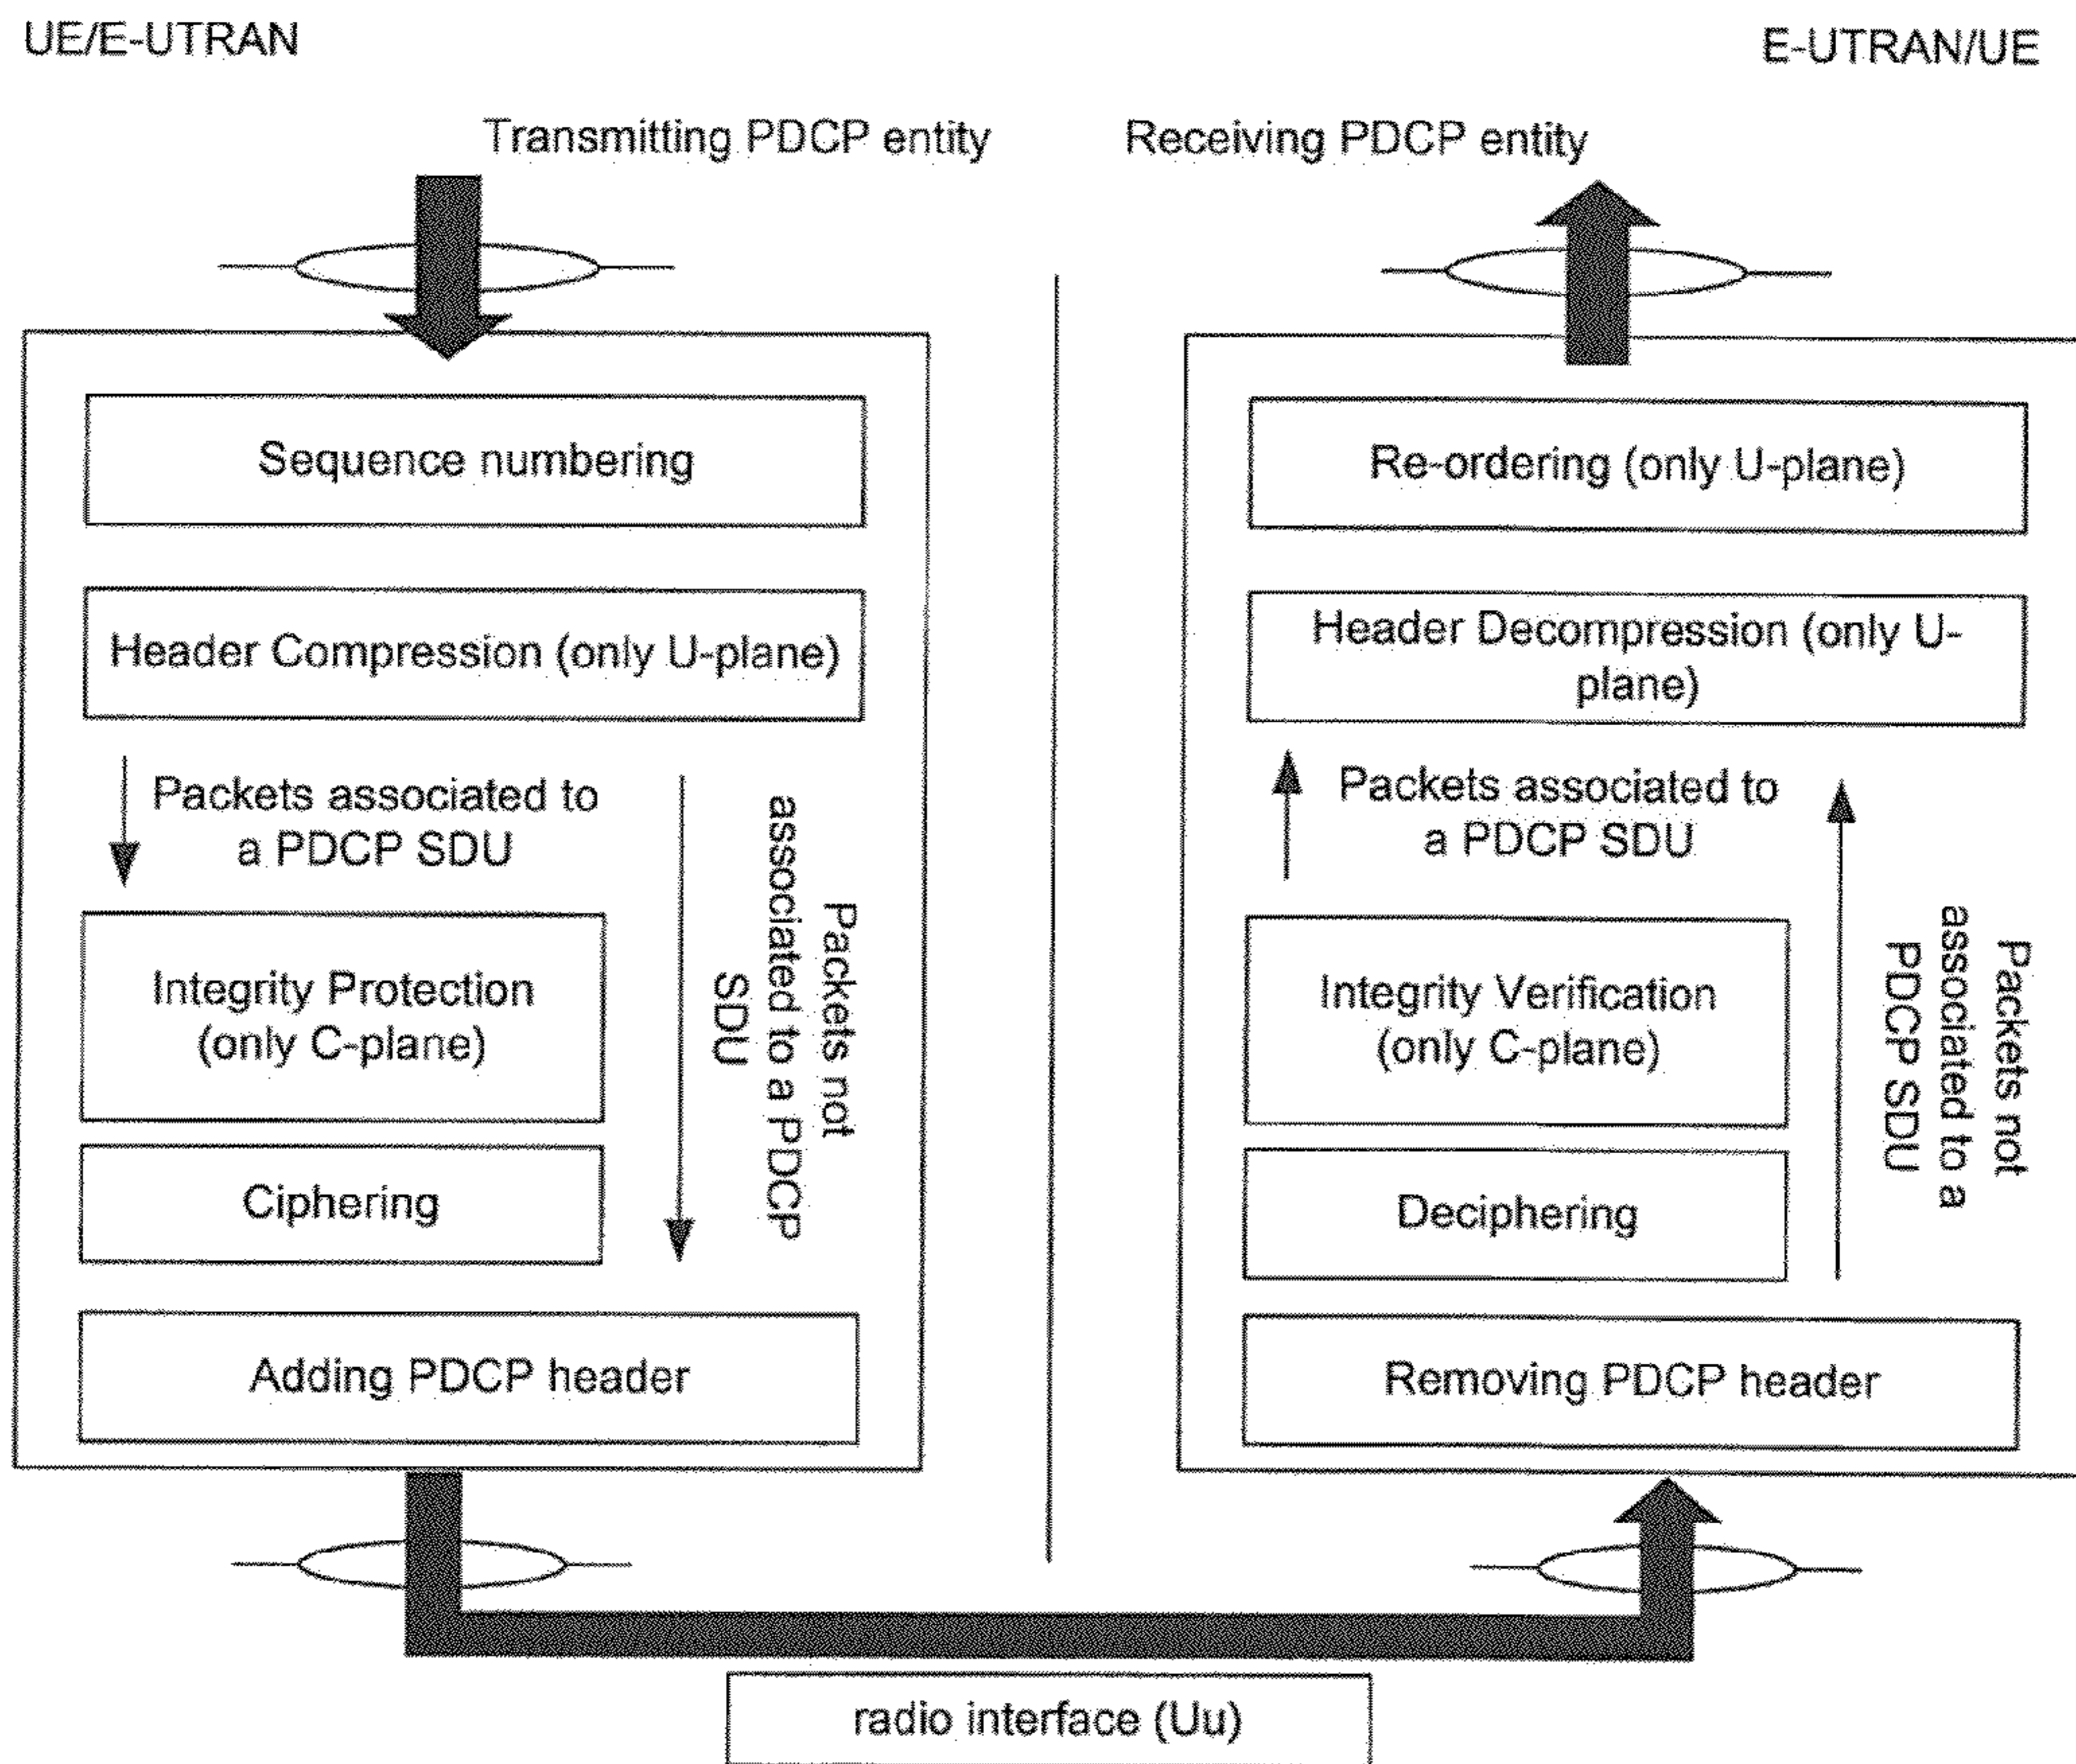 UE/E-UTRAN
E-UTRAN/UE
Transmitting PDCP entity
Receiving PDCP entity
Sequence numbering
Header Compression (only U-plane)
Packets associated to
a PDCP SDU
Packets not
associated to a PDCP
SDU
Integrity Protection
(only C-plane)
Ciphering
Adding PDCP header
Re-ordering (only U-plane)
Header Decompression (only U-
plane)
Packets associated to
a PDCP SDU
Packets not
associated to a
PDCP SDU
Integrity Verification
(only C-plane)
Deciphering
Removing PDCP header
radio interface (Uu)